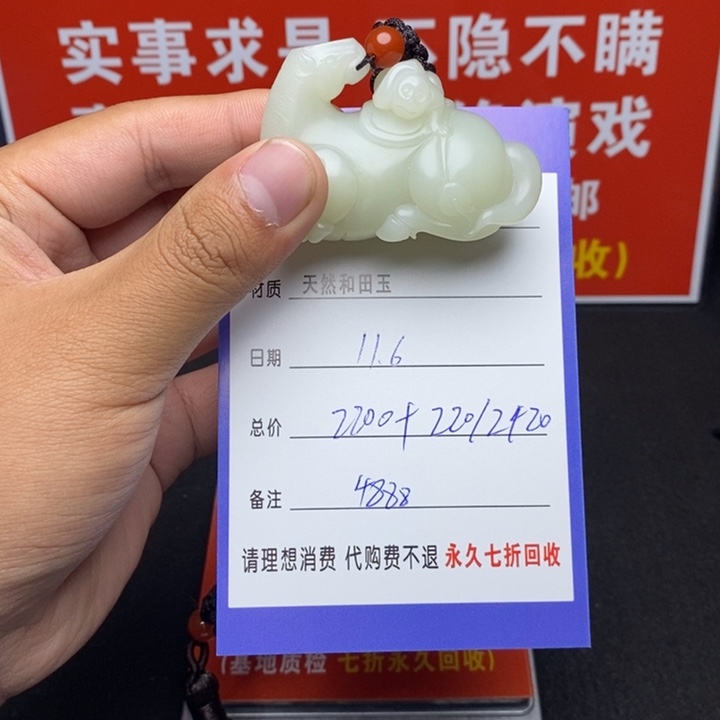 实事求是 不隐不瞒
演戏
邮
收)
材质 天然和田玉
日期 11.6
总价 2200+220/2420
备注 4888
请理想消费 代购费不退 永久七折回收
(基地质检 七折永久回收)